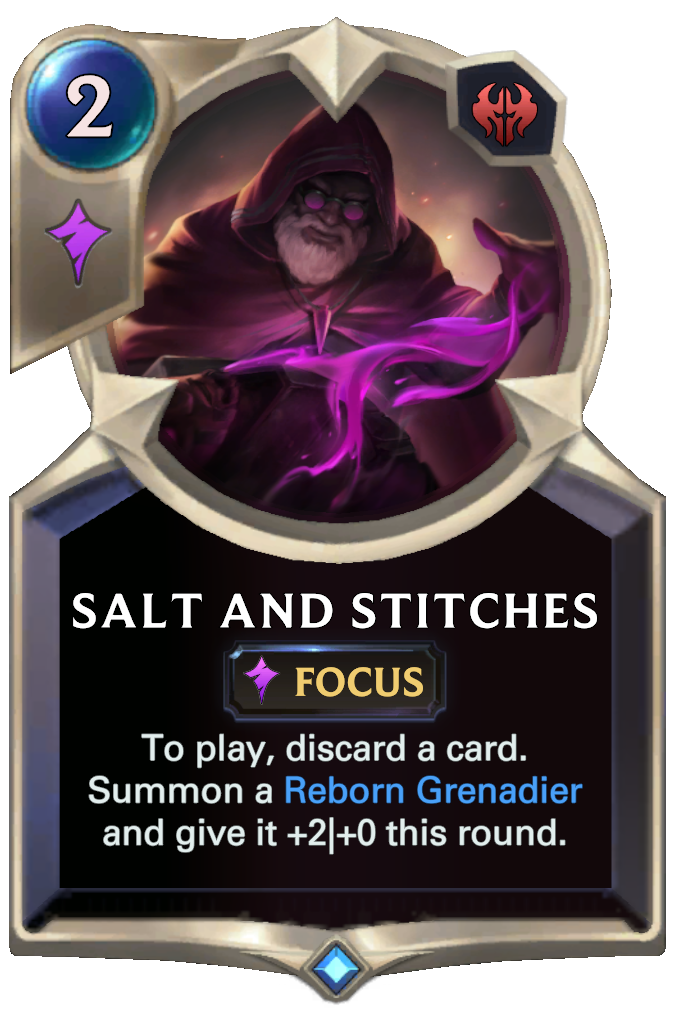 2
SALT AND STITCHES
FOCUS
To play, discard a card.
Summon a Reborn Grenadier
and give it +2|+0 this round.